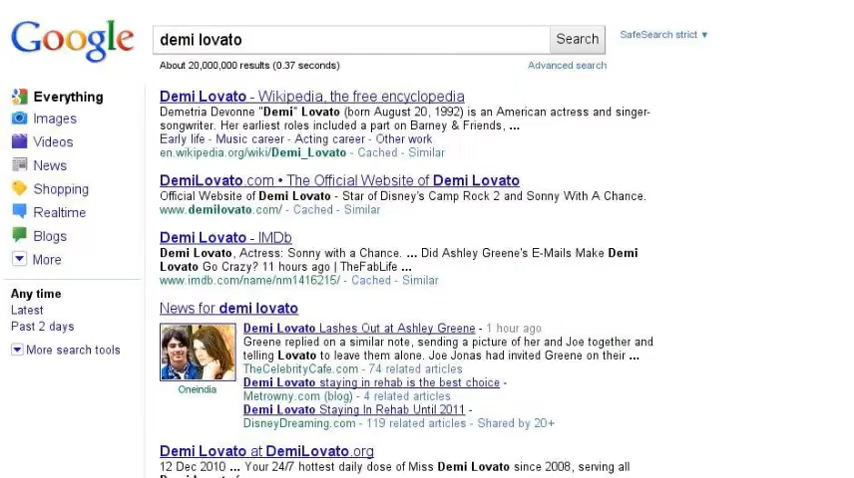 Google
demi lovato
Search
SafeSearch strict ▼
About 20,000,000 results (0.37 seconds)
Advanced search
Everything
Images
Videos
News
Shopping
Realtime
Blogs
More
Any time
Latest
Past 2 days
More search tools
Demi Lovato - Wikipedia, the free encyclopedia
Demetria Devonne "Demi" Lovato (born August 20, 1992) is an American actress and singer-
songwriter. Her earliest roles included a part on Barney & Friends, ...
Early life - Music career - Acting career - Other work
en.wikipedia.org/wiki/Demi_Lovato - Cached - Similar
DemiLovato.com • The Official Website of Demi Lovato
Official Website of Demi Lovato - Star of Disney's Camp Rock 2 and Sonny With A Chance.
www.demilovato.com/ - Cached - Similar
Demi Lovato - IMDb
Demi Lovato, Actress: Sonny with a Chance. ... Did Ashley Greene's E-Mails Make Demi
Lovato Go Crazy? 11 hours ago | TheFabLife ...
www.imdb.com/name/nm1416215/ - Cached - Similar
News for demi lovato
Oneindia
Demi Lovato Lashes Out at Ashley Greene - 1 hour ago
Greene replied on a similar note, sending a picture of her and Joe together and
telling Lovato to leave them alone. Joe Jonas had invited Greene on their ...
TheCelebrityCafe.com - 74 related articles
Demi Lovato staying in rehab is the best choice -
Metrowny.com (blog) - 4 related articles
Demi Lovato Staying In Rehab Until 2011 -
DisneyDreaming.com - 119 related articles - Shared by 20+
Demi Lovato at DemiLovato.org
12 Dec 2010 ... Your 24/7 hottest daily dose of Miss Demi Lovato since 2008, serving all